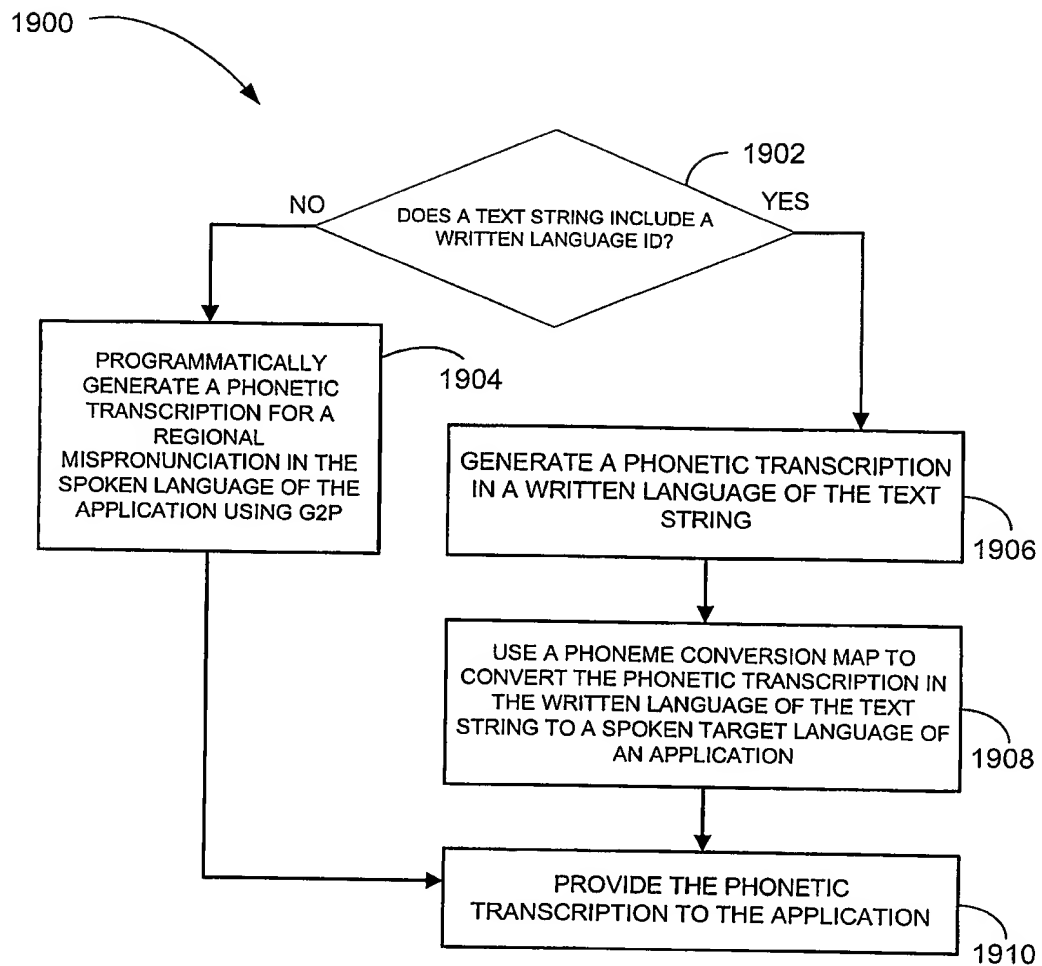 1900
1902
NO
YES
DOES A TEXT STRING INCLUDE A
WRITTEN LANGUAGE ID?
PROGRAMMATICALLY
GENERATE A PHONETIC
TRANSCRIPTION FOR A
REGIONAL
MISPRONUNCIATION IN THE
SPOKEN LANGUAGE OF THE
APPLICATION USING G2P
1904
GENERATE A PHONETIC TRANSCRIPTION
IN A WRITTEN LANGUAGE OF THE TEXT
STRING
1906
USE A PHONEME CONVERSION MAP TO
CONVERT THE PHONETIC TRANSCRIPTION IN
THE WRITTEN LANGUAGE OF THE TEXT
STRING TO A SPOKEN TARGET LANGUAGE OF
AN APPLICATION
1908
PROVIDE THE PHONETIC
TRANSCRIPTION TO THE APPLICATION
1910